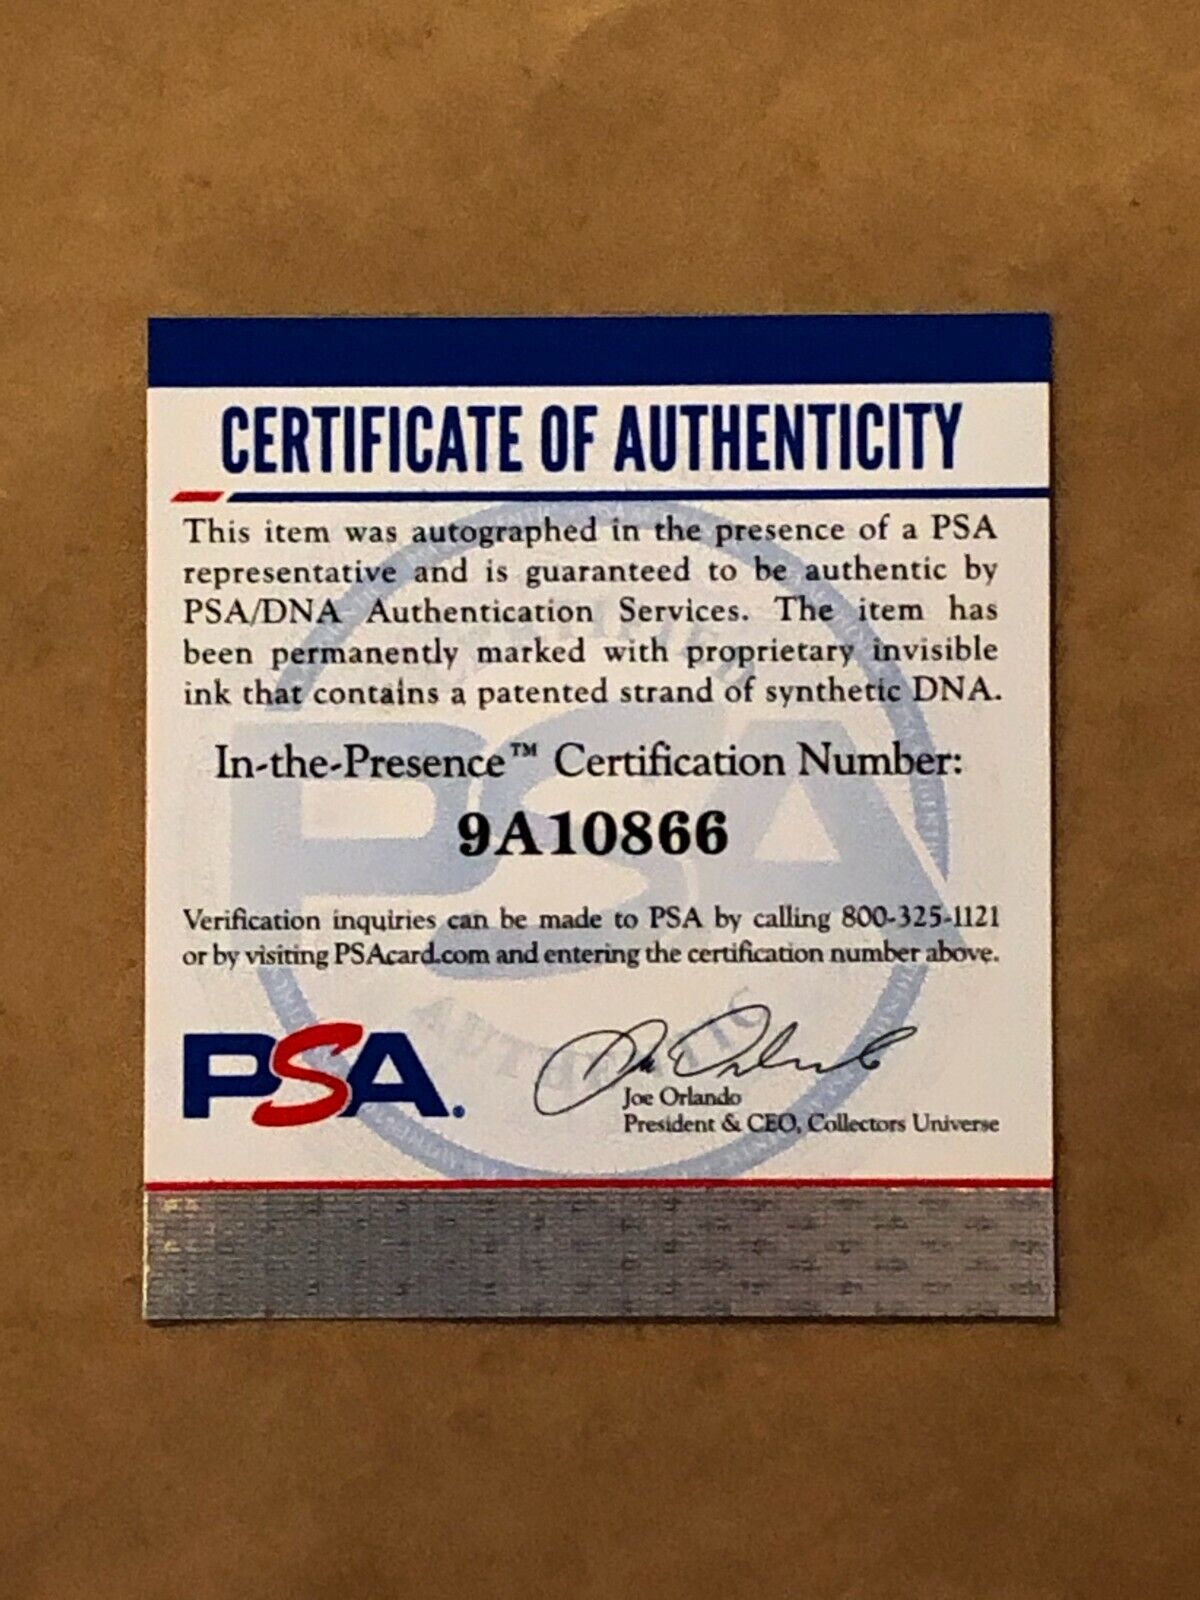 CERTIFICATE OF AUTHENTICITY
This item was autographed in the presence of a PSA
representative and is guaranteed to be authentic by
PSA/DNA Authentication Services. The item has
been permanently marked with proprietary invisible
ink that contains a patented strand of synthetic DNA.
In-the-Presence™ Certification Number:
9A10866
Verification inquiries can be made to PSA by calling 800-325-1121
or by visiting PSAcard.com and entering the certification number above.
PSA
AUTHENTIC
PSA.
Joe Orlando
Joe Orlando
President & CEO, Collectors Universe